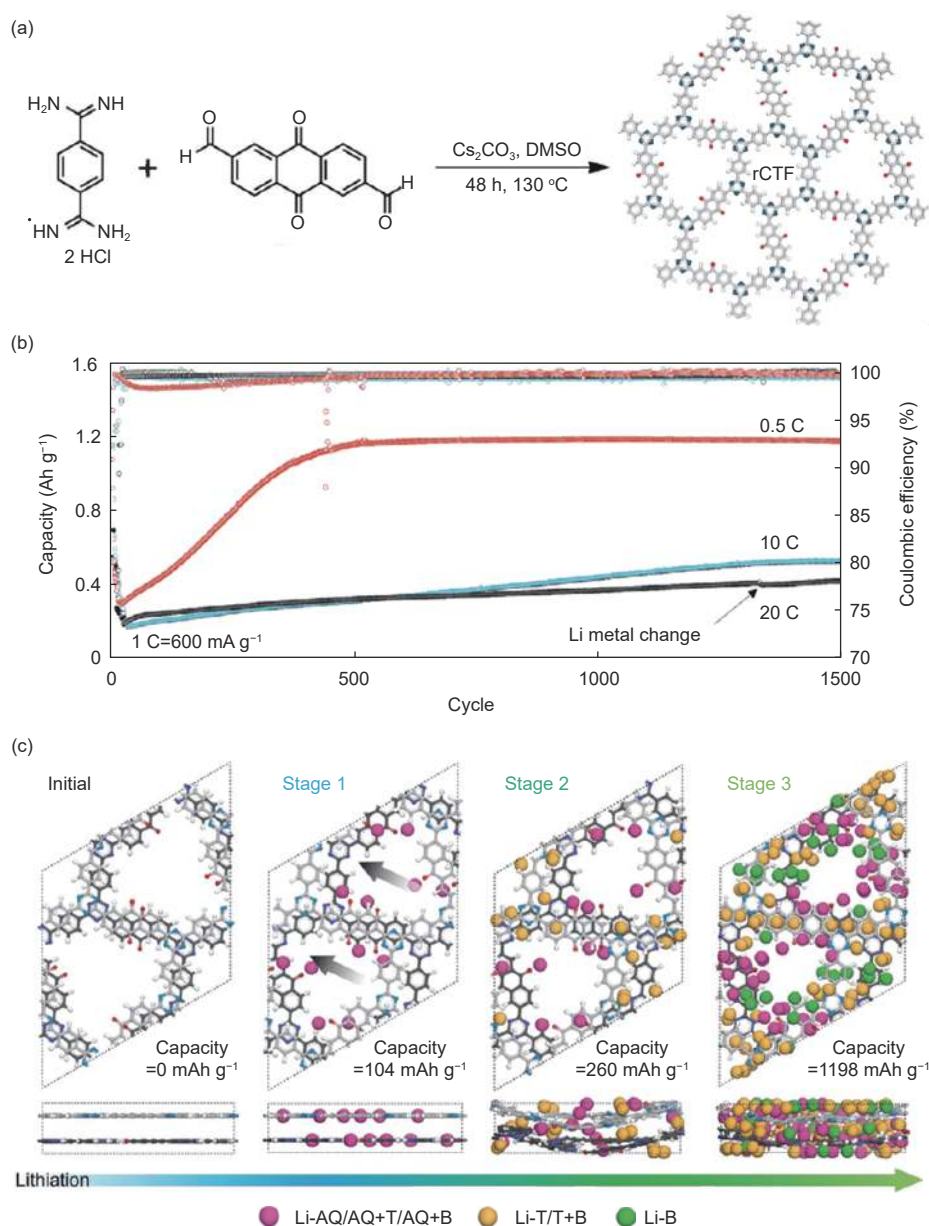 (a)
H₂N
NH
H
O
O
O
O
H
HN
NH₂
2 HCl
+
Cs₂CO₃, DMSO
48 h, 130 °C
rCTF
(b)
Capacity (Ah g⁻¹)
1.6
1.2
0.8
0.4
0
100
95
90
85
80
75
70
Coulombic efficiency (%)
0.5 C
10 C
20 C
Li metal change
1 C=600 mA g⁻¹
0
500
1000
1500
Cycle
(c)
Initial
Stage 1
Stage 2
Stage 3
Capacity
=0 mAh g⁻¹
Capacity
=104 mAh g⁻¹
Capacity
=260 mAh g⁻¹
Capacity
=1198 mAh g⁻¹
Lithiation
Li-AQ/AQ+T/AQ+B
Li-T/T+B
Li-B